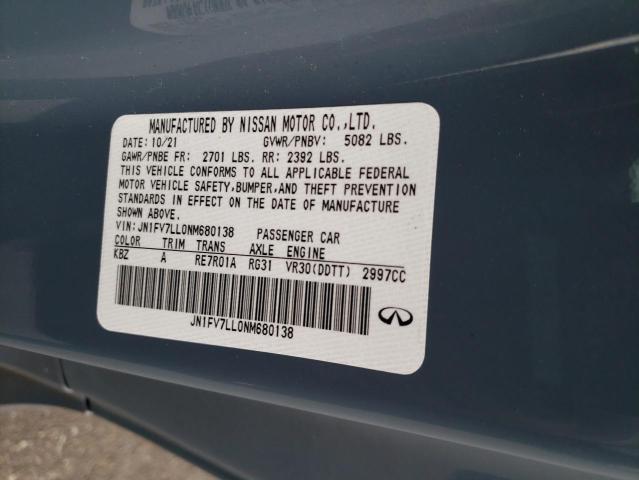 MANUFACTURED BY NISSAN MOTOR CO.,LTD.
DATE: 10/21 GVWR/PNBV: 5082 LBS.
GAWR/PNBE FR: 2701 LBS. RR: 2392 LBS.
THIS VEHICLE CONFORMS TO ALL APPLICABLE FEDERAL
MOTOR VEHICLE SAFETY,BUMPER,AND THEFT PREVENTION
STANDARDS IN EFFECT ON THE DATE OF MANUFACTURE
SHOWN ABOVE.
VIN: JN1FV7LL0NM680138 PASSENGER CAR
COLOR TRIM TRANS AXLE ENGINE
KBZ A RE7R01A RG31 VR30(DDTT) 2997CC
JN1FV7LL0NM680138